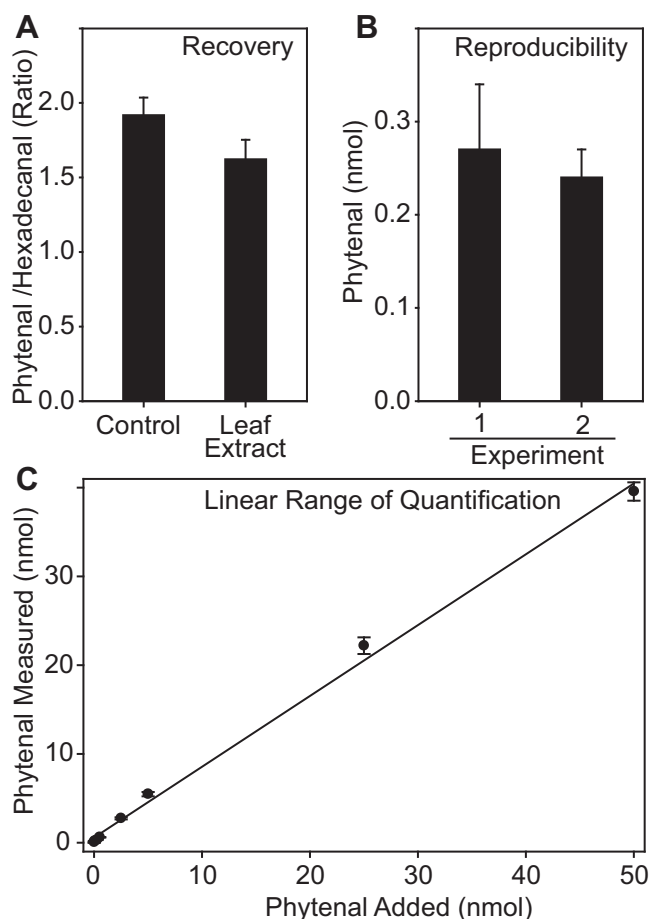 A
Recovery
Phytenal /Hexadecanal (Ratio)
2.0
1.5
1.0
0.5
0.0
Control
Leaf
Extract
B
Reproducibility
Phytenal (nmol)
0.3
0.2
0.1
0.0
1
2
Experiment
C
Linear Range of Quantification
Phytenal Measured (nmol)
30
20
10
0
0
10
20
30
40
50
Phytenal Added (nmol)